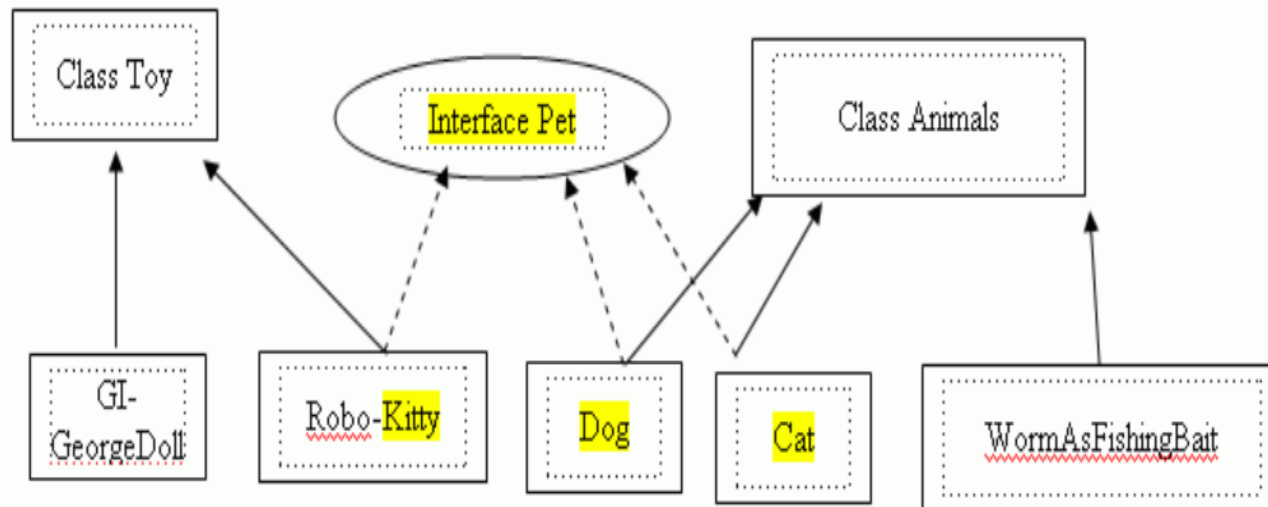 Class Toy
Interface Pet
Class Animals
GI-
GeorgeDoll
Robo-Kitty
Dog
Cat
WormAsFishingBait